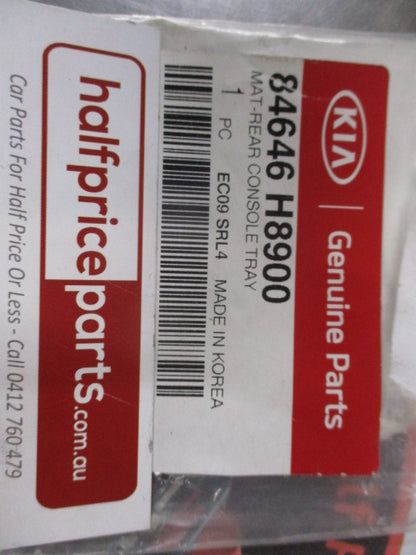 KIA
Genuine Parts
84646 H8900
MAT-REAR CONSOLE TRAY
1 PC EC09 SRL4 MADE IN KOREA
halfpriceparts.com.au
Car Parts For Half Price Or Less - Call 0412 760 479